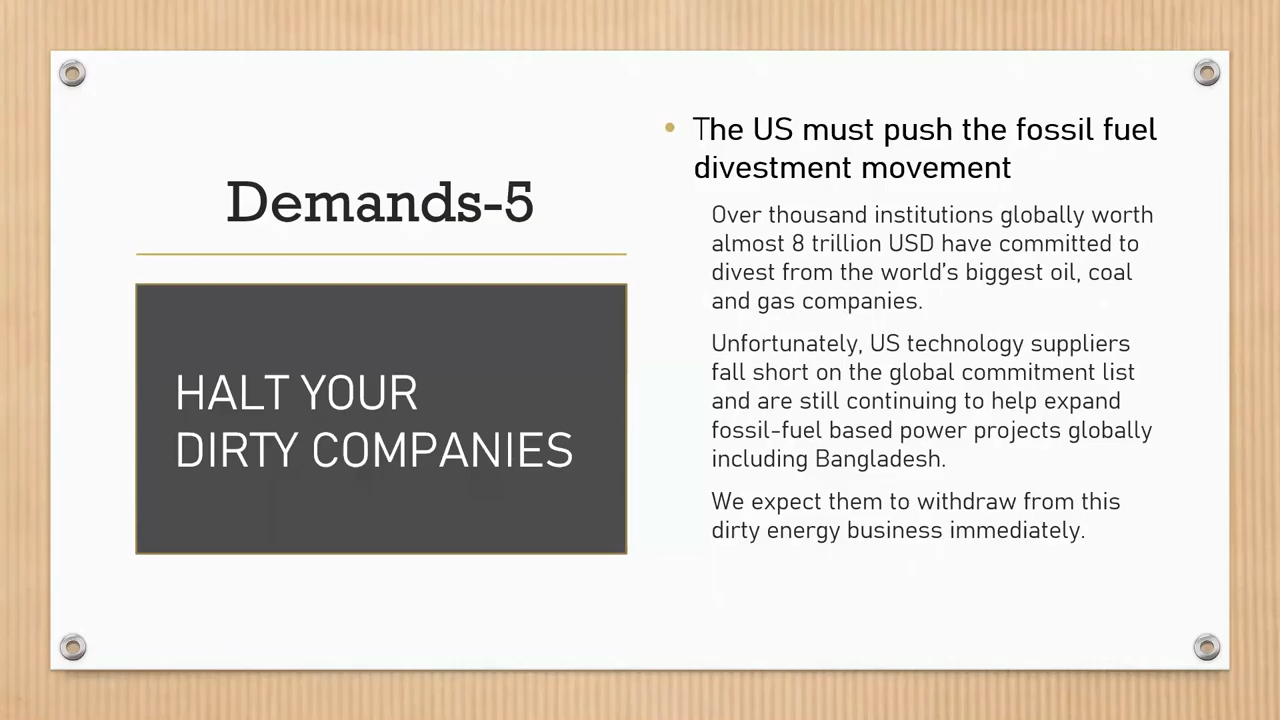 Demands-5
HALT YOUR
DIRTY COMPANIES
• The US must push the fossil fuel
divestment movement
Over thousand institutions globally worth
almost 8 trillion USD have committed to
divest from the world’s biggest oil, coal
and gas companies.
Unfortunately, US technology suppliers
fall short on the global commitment list
and are still continuing to help expand
fossil-fuel based power projects globally
including Bangladesh.
We expect them to withdraw from this
dirty energy business immediately.